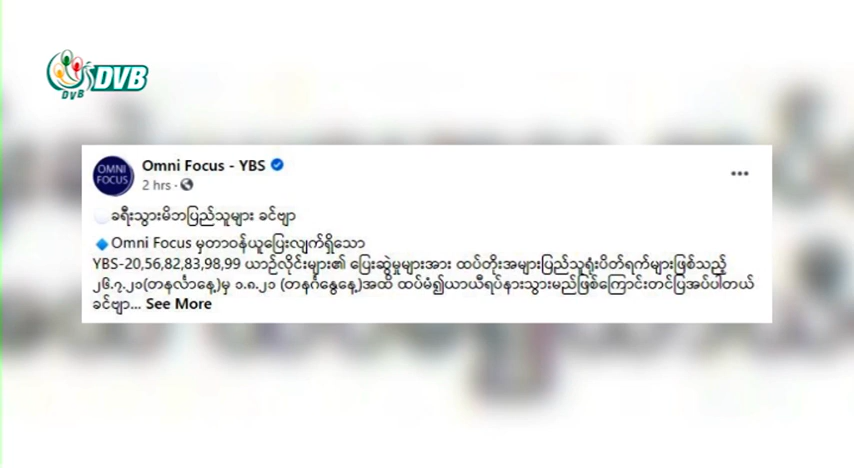 DVB
DVB
OMNI
FOCUS
Omni Focus - YBS
2 hrs ·
ခရီးသွားမိဘပြည်သူများ ခင်ဗျာ
Omni Focus မှတာဝန်ယူပြေးလျက်ရှိသော
YBS-20,56,82,83,98,99 ယာဉ်လိုင်းများ၏ ပြေးဆွဲမှုများအား ထပ်တိုးအများပြည်သူရုံးပိတ်ရက်များဖြစ်သည့်
၂၆.၇.၂၁(တနင်္လာနေ့)မှ ၁.၈.၂၁ (တနင်္ဂနွေနေ့)အထိ ထပ်မံ၍ယာယီရပ်နားသွားမည်ဖြစ်ကြောင်းတင်ပြအပ်ပါတယ်
ခင်ဗျာ... See More